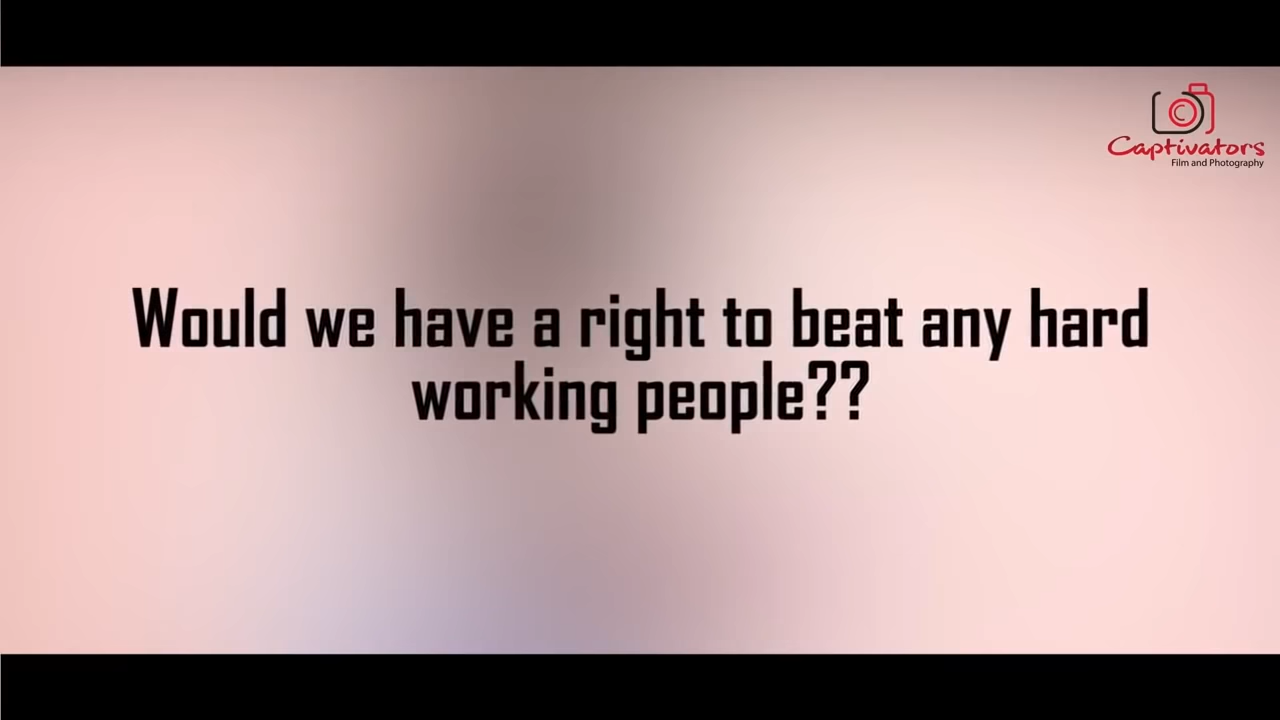 Captivators
Film and Photography
Would we have a right to beat any hard
working people??